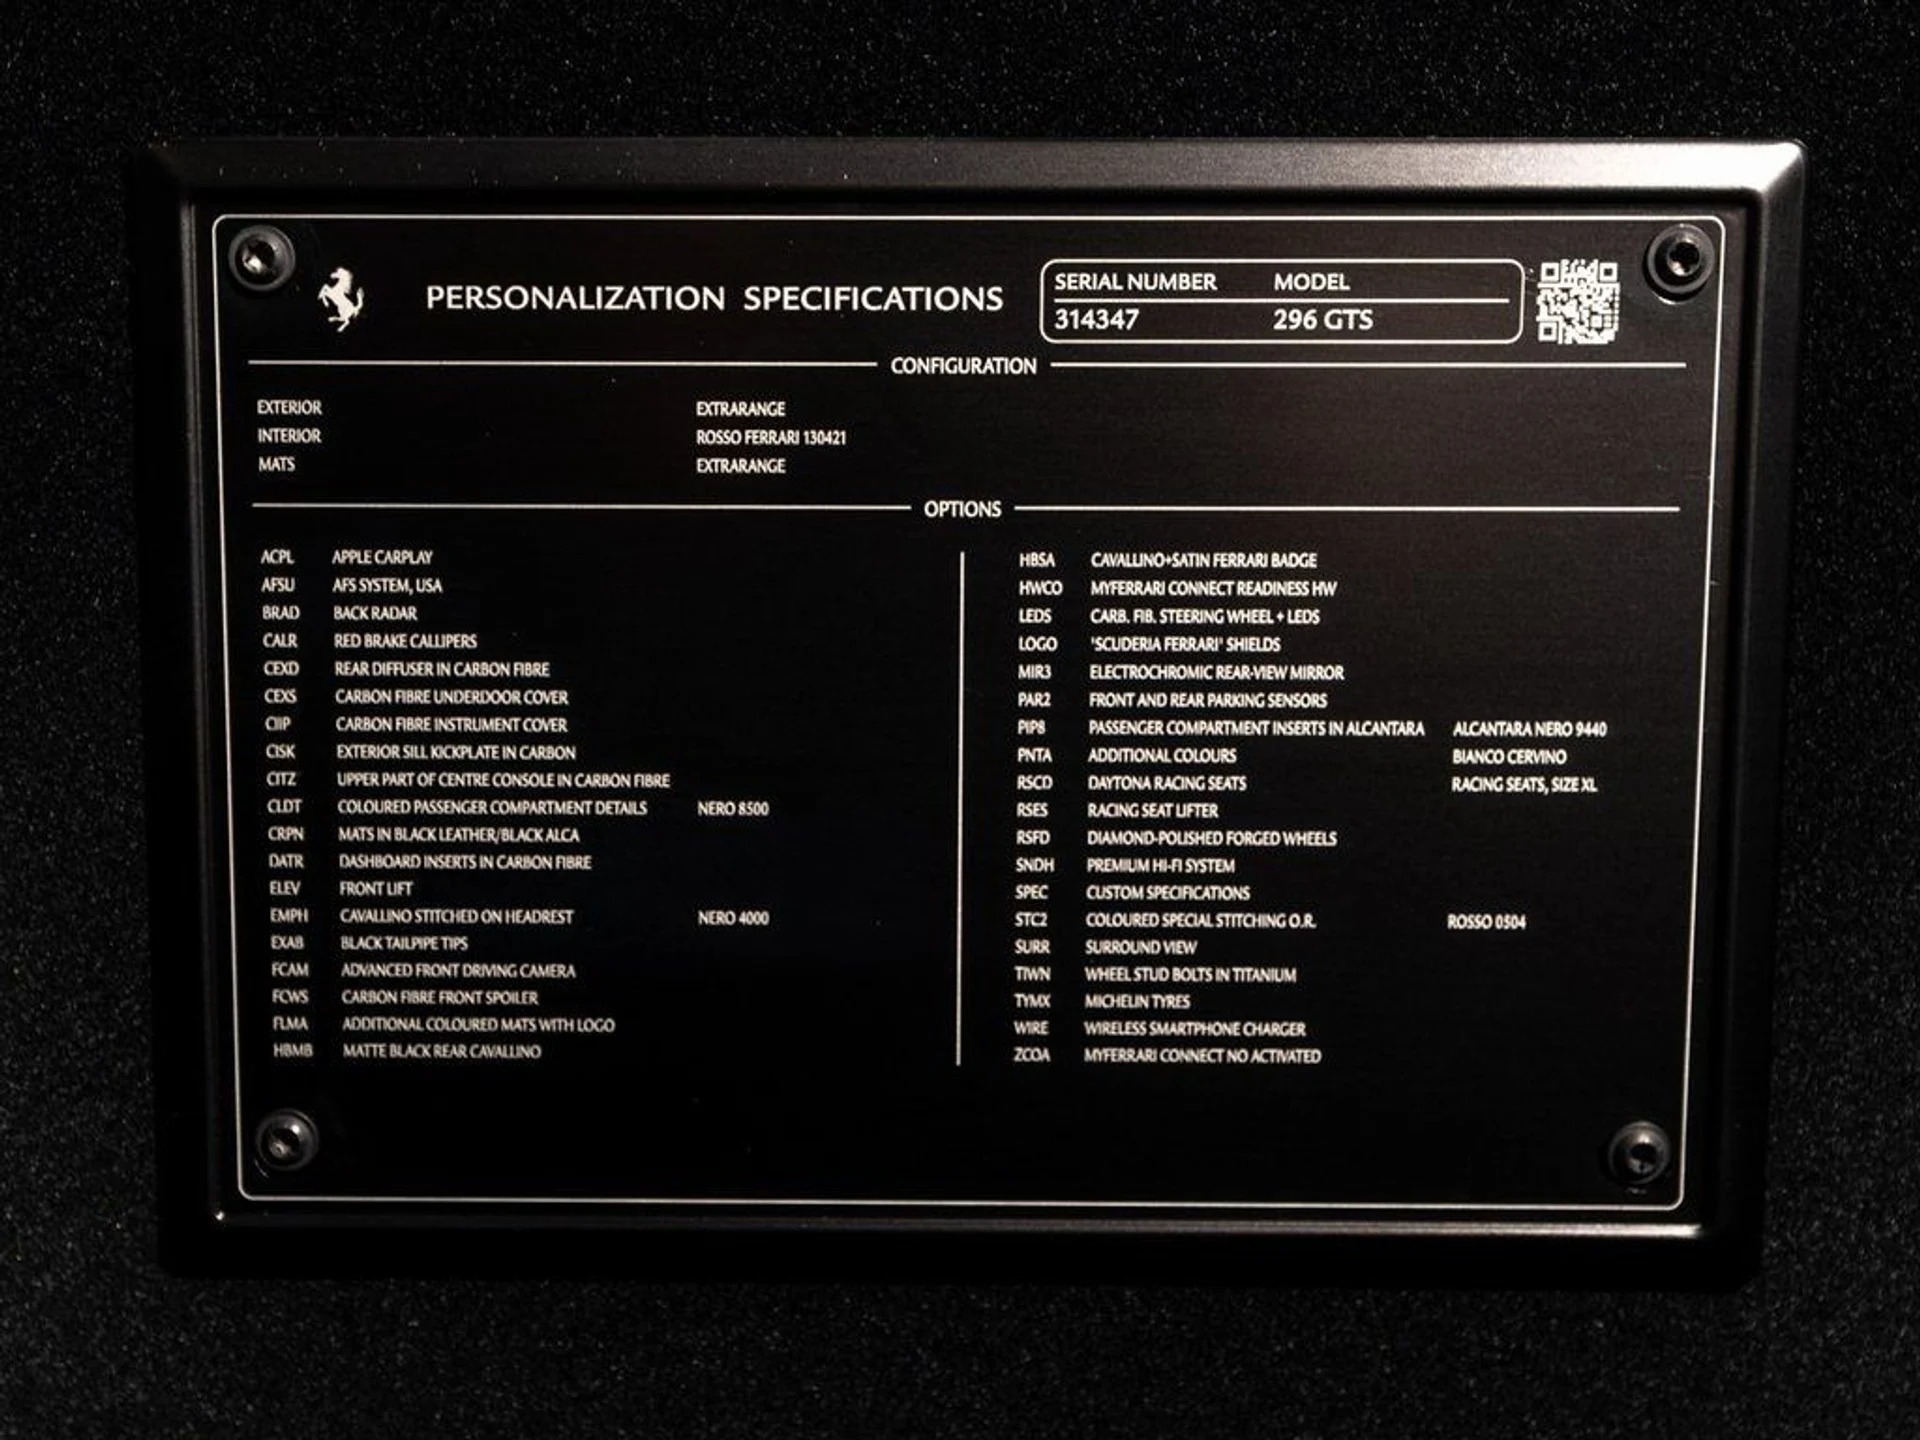 PERSONALIZATION SPECIFICATIONS
SERIAL NUMBER MODEL
314347 296 GTS
CONFIGURATION
EXTERIOR EXTRARANGE
INTERIOR ROSSO FERRARI 130421
MATS EXTRARANGE
OPTIONS
ACPL APPLE CARPLAY
AFSU AFS SYSTEM, USA
BRAD BACK RADAR
CALR RED BRAKE CALLIPERS
CEXD REAR DIFFUSER IN CARBON FIBRE
CEXS CARBON FIBRE UNDERDOOR COVER
CIIP CARBON FIBRE INSTRUMENT COVER
CISK EXTERIOR SILL KICKPLATE IN CARBON
CITZ UPPER PART OF CENTRE CONSOLE IN CARBON FIBRE
CLDT COLOURED PASSENGER COMPARTMENT DETAILS NERO 8500
CRPN MATS IN BLACK LEATHER/BLACK ALCA
DATR DASHBOARD INSERTS IN CARBON FIBRE
ELEV FRONT LIFT
EMPH CAVALLINO STITCHED ON HEADREST NERO 4000
EXAB BLACK TAILPIPE TIPS
FCAM ADVANCED FRONT DRIVING CAMERA
FCWS CARBON FIBRE FRONT SPOILER
FLMA ADDITIONAL COLOURED MATS WITH LOGO
HBMB MATTE BLACK REAR CAVALLINO
HBSA CAVALLINO+SATIN FERRARI BADGE
HWCO MYFERRARI CONNECT READINESS HW
LEDS CARB. FIB. STEERING WHEEL + LEDS
LOGO 'SCUDERIA FERRARI' SHIELDS
MIR3 ELECTROCHROMIC REAR-VIEW MIRROR
PAR2 FRONT AND REAR PARKING SENSORS
PIP8 PASSENGER COMPARTMENT INSERTS IN ALCANTARA ALCANTARA NERO 9440
PNTA ADDITIONAL COLOURS BIANCO CERVINO
RSCD DAYTONA RACING SEATS RACING SEATS, SIZE XL
RSES RACING SEAT LIFTER
RSFD DIAMOND-POLISHED FORGED WHEELS
SNDH PREMIUM HI-FI SYSTEM
SPEC CUSTOM SPECIFICATIONS
STC2 COLOURED SPECIAL STITCHING O.R. ROSSO 0504
SURR SURROUND VIEW
TIWN WHEEL STUD BOLTS IN TITANIUM
TYMX MICHELIN TYRES
WIRE WIRELESS SMARTPHONE CHARGER
ZCOA MYFERRARI CONNECT NO ACTIVATED